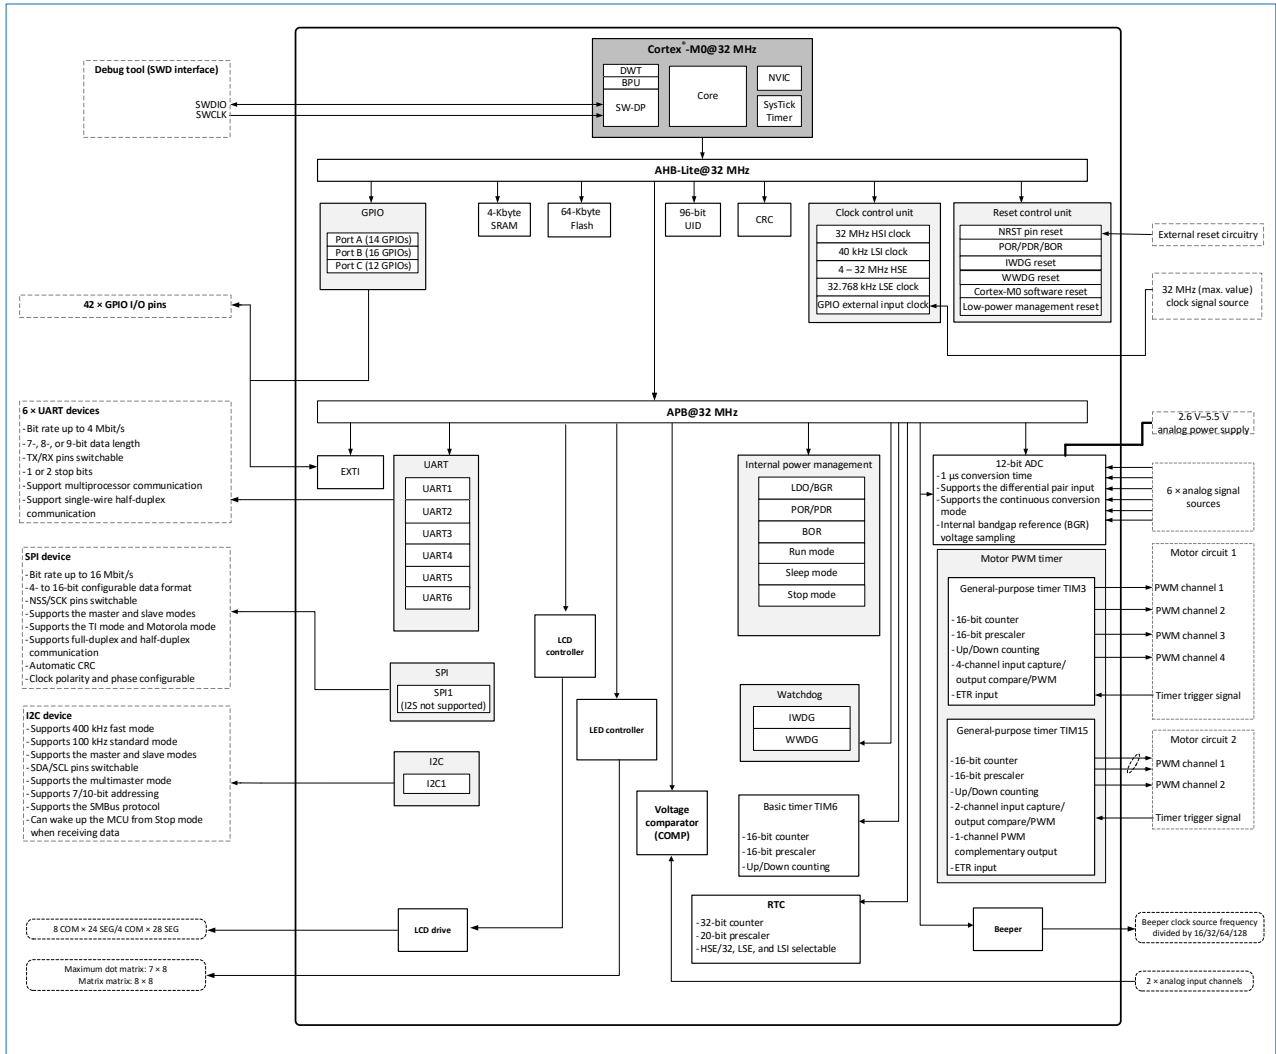 Cortex®-M0@32 MHz
DWT
BPU
SW-DP
Core
NVIC
SysTick
Timer
Debug tool (SWD interface)
SWDIO
SWCLK
AHB-Lite@32 MHz
GPIO
Port A (14 GPIOs)
Port B (16 GPIOs)
Port C (12 GPIOs)
4-Kbyte
SRAM
64-Kbyte
Flash
96-bit
UID
CRC
Clock control unit
32 MHz HSI clock
40 kHz LSI clock
4 – 32 MHz HSE
32.768 kHz LSE clock
GPIO external input clock
Reset control unit
NRST pin reset
POR/PDR/BOR
IWDG reset
WWDG reset
Cortex-M0 software reset
Low-power management reset
External reset circuitry
32 MHz (max. value)
clock signal source
42 × GPIO I/O pins
APB@32 MHz
6 × UART devices
- Bit rate up to 4 Mbit/s
- 7-, 8-, or 9-bit data length
- TX/RX pins switchable
- 1 or 2 stop bits
- Support multiprocessor communication
- Support single-wire half-duplex
communication
EXTI
UART
UART1
UART2
UART3
UART4
UART5
UART6
Internal power management
LDO/BGR
POR/PDR
BOR
Run mode
Sleep mode
Stop mode
12-bit ADC
- 1 µs conversion time
- Supports the differential pair input
- Supports the continuous conversion
mode
- Internal bandgap reference (BGR)
voltage sampling
2.6 V–5.5 V
analog power supply
6 × analog signal
sources
SPI device
- Bit rate up to 16 Mbit/s
- 4- to 16-bit configurable data format
- NSS/SCK pins switchable
- Supports the master and slave modes
- Supports the TI mode and Motorola mode
- Supports full-duplex and half-duplex
communication
- Automatic CRC
- Clock polarity and phase configurable
LCD
controller
SPI
SPI1
(I2S not supported)
LED controller
Motor PWM timer
General-purpose timer TIM3
- 16-bit counter
- 16-bit prescaler
- Up/Down counting
- 4-channel input capture/
output compare/PWM
- ETR input
Motor circuit 1
PWM channel 1
PWM channel 2
PWM channel 3
PWM channel 4
Timer trigger signal
I2C device
- Supports 400 kHz fast mode
- Supports 100 kHz standard mode
- Supports the master and slave modes
- SDA/SCL pins switchable
- Supports the multimaster mode
- Supports 7/10-bit addressing
- Supports the SMBus protocol
- Can wake up the MCU from Stop mode
when receiving data
I2C
I2C1
Watchdog
IWDG
WWDG
General-purpose timer TIM15
- 16-bit counter
- 16-bit prescaler
- Up/Down counting
- 2-channel input capture/
output compare/PWM
- 1-channel PWM
complementary output
- ETR input
Motor circuit 2
PWM channel 1
PWM channel 2
Timer trigger signal
Voltage
comparator
(COMP)
Basic timer TIM6
- 16-bit counter
- 16-bit prescaler
- Up/Down counting
RTC
- 32-bit counter
- 20-bit prescaler
- HSE/32, LSE, and LSI selectable
8 COM × 24 SEG/4 COM × 28 SEG
LCD drive
Beeper
Beeper clock source frequency
divided by 16/32/64/128
Maximum dot matrix: 7 × 8
Matrix matrix: 8 × 8
2 × analog input channels